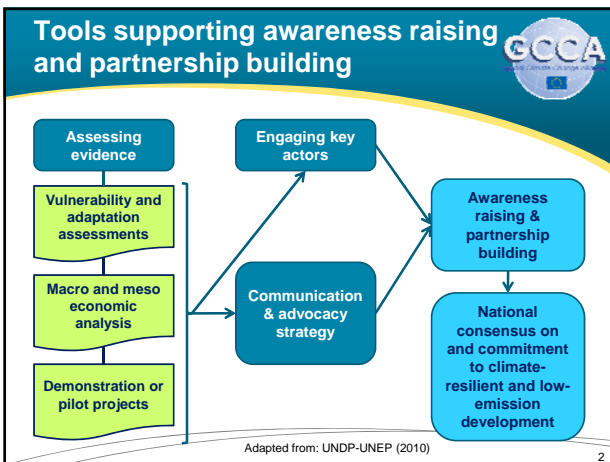 Tools supporting awareness raising
and partnership building
GCCA
Assessing
evidence
Vulnerability and
adaptation
assessments
Macro and meso
economic
analysis
Demonstration or
pilot projects
Engaging key
actors
Communication
& advocacy
strategy
Awareness
raising &
partnership
building
National
consensus on
and commitment
to climate-
resilient and low-
emission
development
Adapted from: UNDP-UNEP (2010)
2